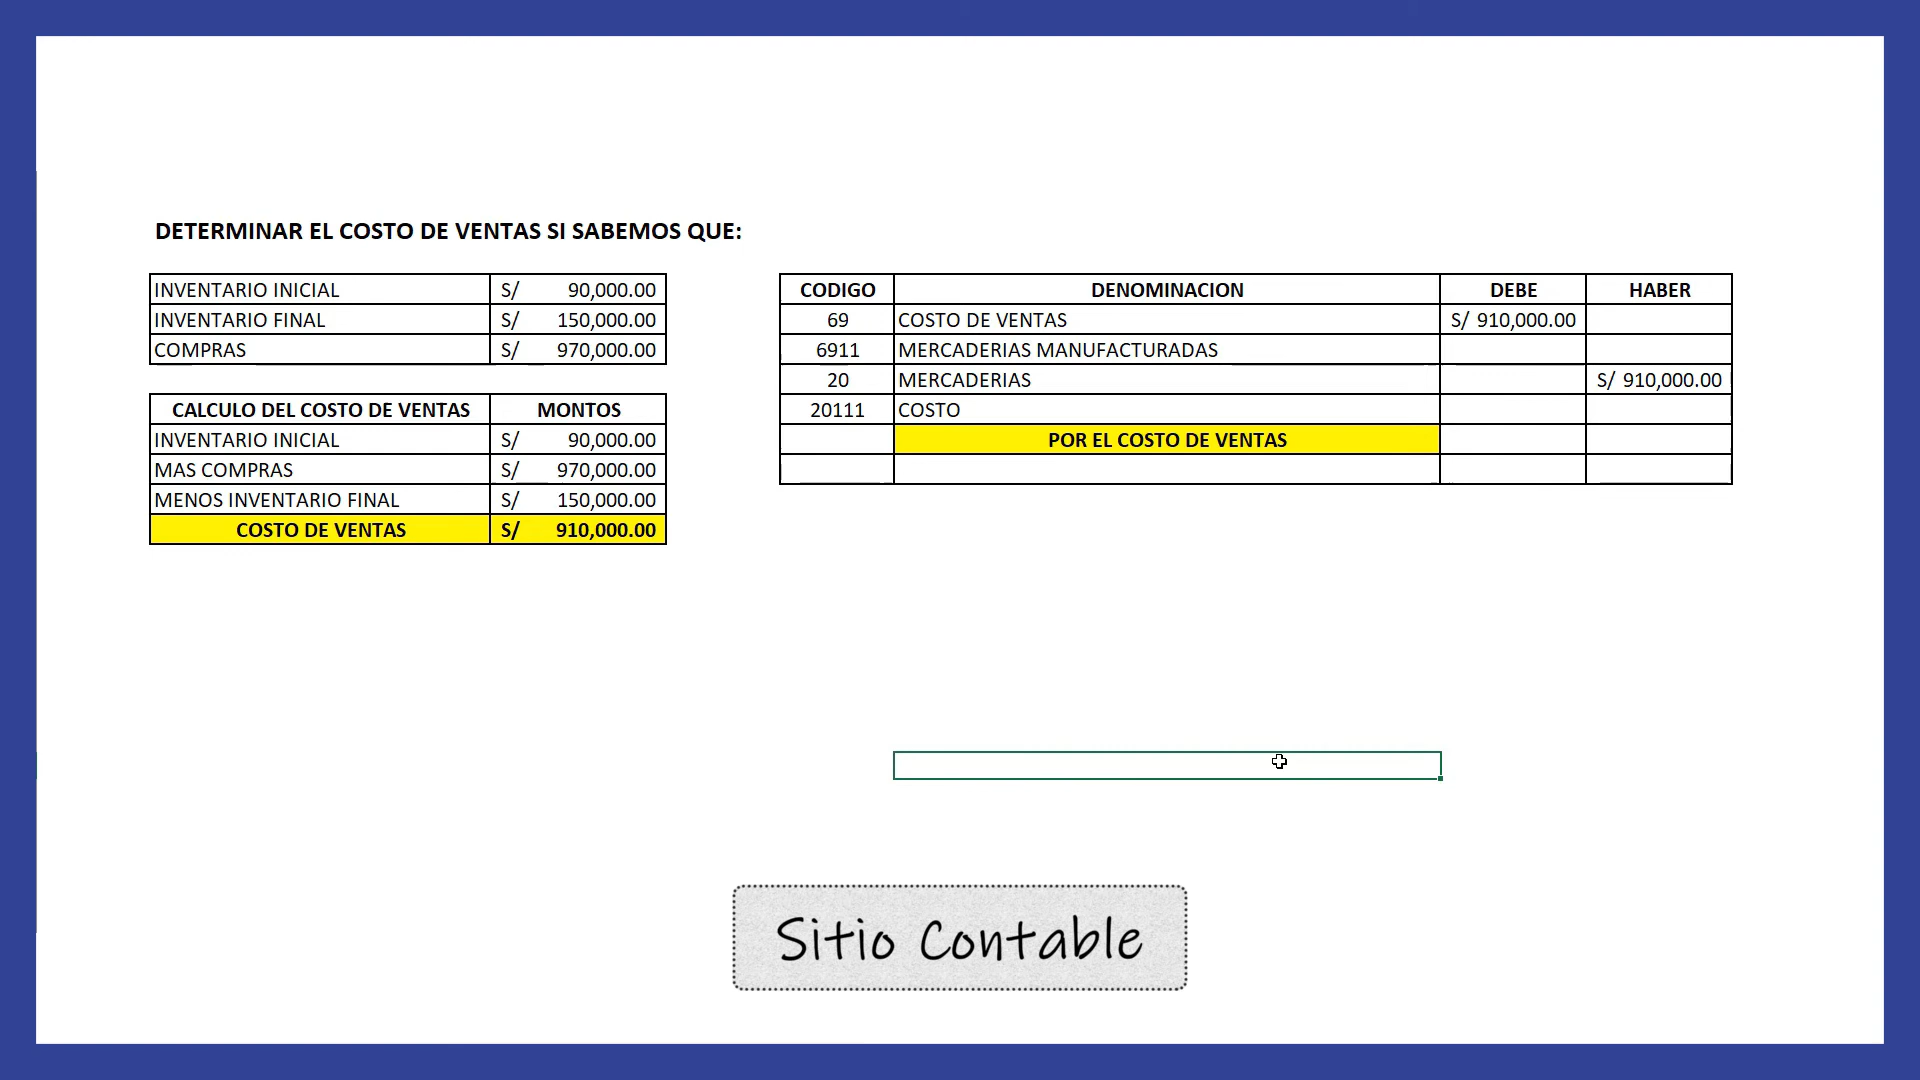 DETERMINAR EL COSTO DE VENTAS SI SABEMOS QUE:
INVENTARIO INICIAL S/ 90,000.00
INVENTARIO FINAL S/ 150,000.00
COMPRAS S/ 970,000.00
CALCULO DEL COSTO DE VENTAS MONTOS
INVENTARIO INICIAL S/ 90,000.00
MAS COMPRAS S/ 970,000.00
MENOS INVENTARIO FINAL S/ 150,000.00
COSTO DE VENTAS S/ 910,000.00
CODIGO DENOMINACION DEBE HABER
69 COSTO DE VENTAS S/ 910,000.00
6911 MERCADERIAS MANUFACTURADAS
20 MERCADERIAS S/ 910,000.00
20111 COSTO
POR EL COSTO DE VENTAS
Sitio Contable